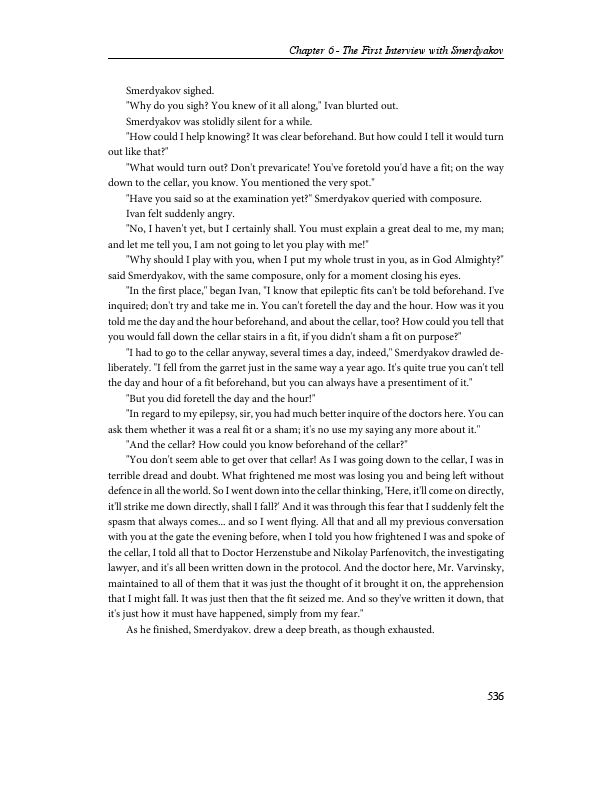 Chapter 6 - The First Interview with Smerdyakov
Smerdyakov sighed.
"Why do you sigh? You knew of it all along," Ivan blurted out.
Smerdyakov was stolidly silent for a while.
"How could I help knowing? It was clear beforehand. But how could I tell it would turn
out like that?"
"What would turn out? Don't prevaricate! You've foretold you'd have a fit; on the way
down to the cellar, you know. You mentioned the very spot."
"Have you said so at the examination yet?" Smerdyakov queried with composure.
Ivan felt suddenly angry.
"No, I haven't yet, but I certainly shall. You must explain a great deal to me, my man;
and let me tell you, I am not going to let you play with me!"
"Why should I play with you, when I put my whole trust in you, as in God Almighty?"
said Smerdyakov, with the same composure, only for a moment closing his eyes.
"In the first place," began Ivan, "I know that epileptic fits can't be told beforehand. I've
inquired; don't try and take me in. You can't foretell the day and the hour. How was it you
told me the day and the hour beforehand, and about the cellar, too? How could you tell that
you would fall down the cellar stairs in a fit, if you didn't sham a fit on purpose?"
"I had to go to the cellar anyway, several times a day, indeed," Smerdyakov drawled de-
liberately. "I fell from the garret just in the same way a year ago. It's quite true you can't tell
the day and hour of a fit beforehand, but you can always have a presentiment of it."
"But you did foretell the day and the hour!"
"In regard to my epilepsy, sir, you had much better inquire of the doctors here. You can
ask them whether it was a real fit or a sham; it's no use my saying any more about it."
"And the cellar? How could you know beforehand of the cellar?"
"You don't seem able to get over that cellar! As I was going down to the cellar, I was in
terrible dread and doubt. What frightened me most was losing you and being left without
defence in all the world. So I went down into the cellar thinking, 'Here, it'll come on directly,
it'll strike me down directly, shall I fall?' And it was through this fear that I suddenly felt the
spasm that always comes... and so I went flying. All that and all my previous conversation
with you at the gate the evening before, when I told you how frightened I was and spoke of
the cellar, I told all that to Doctor Herzenstube and Nikolay Parfenovitch, the investigating
lawyer, and it's all been written down in the protocol. And the doctor here, Mr. Varvinsky,
maintained to all of them that it was just the thought of it brought it on, the apprehension
that I might fall. It was just then that the fit seized me. And so they've written it down, that
it's just how it must have happened, simply from my fear."
As he finished, Smerdyakov. drew a deep breath, as though exhausted.
536